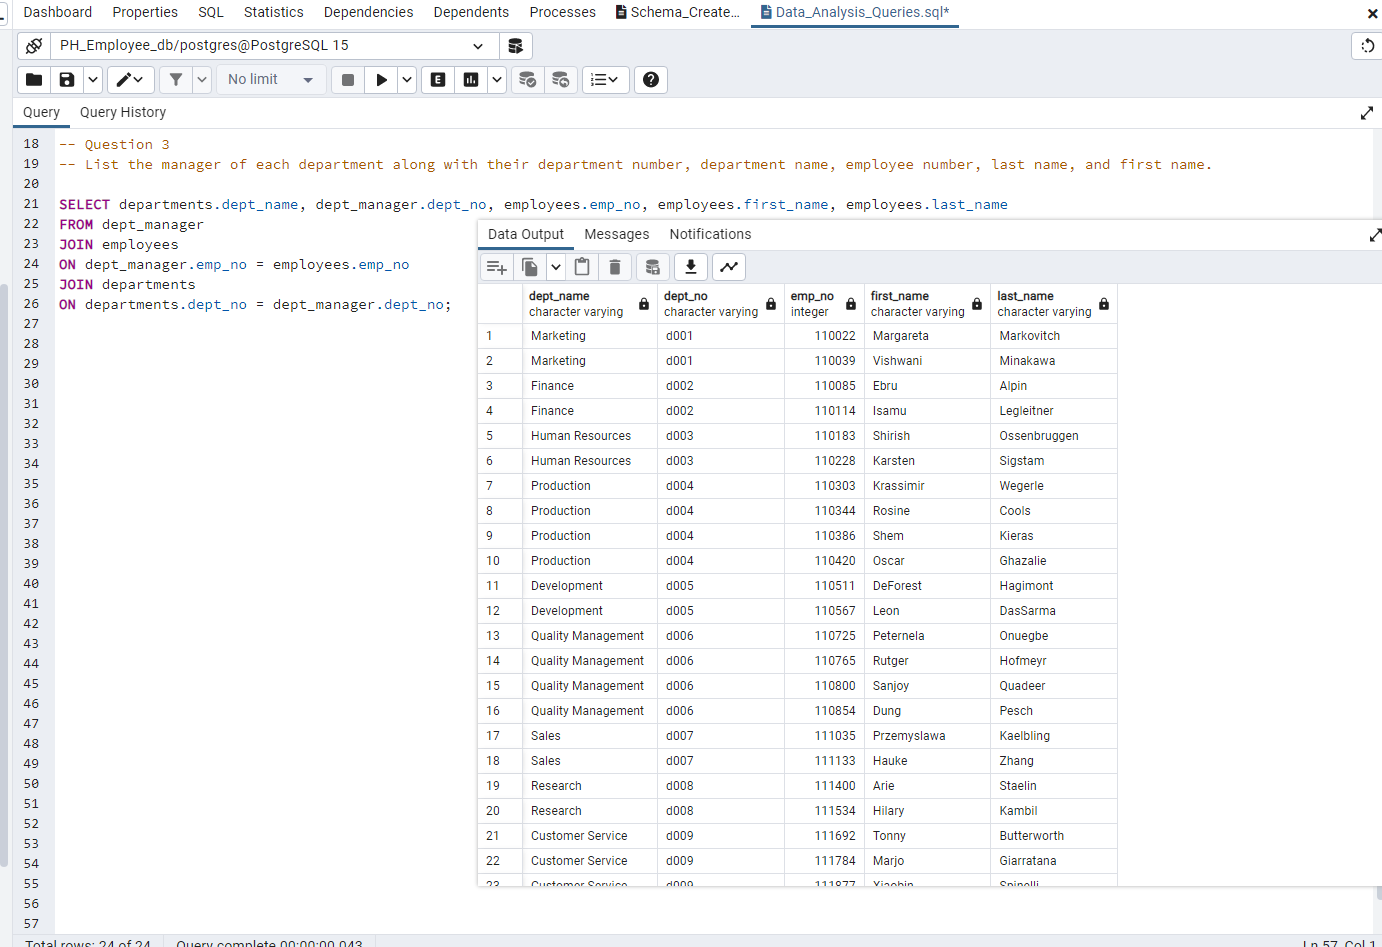 Dashboard Properties SQL Statistics Dependencies Dependents Processes Schema_Create... Data_Analysis_Queries.sql*
PH_Employee_db/postgres@PostgreSQL 15
No limit E
Query Query History
18 -- Question 3
19 -- List the manager of each department along with their department number, department name, employee number, last name, and first name.
20
21 SELECT departments.dept_name, dept_manager.dept_no, employees.emp_no, employees.first_name, employees.last_name
22 FROM dept_manager
23 JOIN employees
24 ON dept_manager.emp_no = employees.emp_no
25 JOIN departments
26 ON departments.dept_no = dept_manager.dept_no;
27
28
29
30
31
32
33
34
35
36
37
38
39
40
41
42
43
44
45
46
47
48
49
50
51
52
53
54
55
56
57
Data Output Messages Notifications
dept_name dept_no emp_no first_name last_name
character varying character varying integer character varying character varying
1 Marketing d001 110022 Margareta Markovitch
2 Marketing d001 110039 Vishwani Minakawa
3 Finance d002 110085 Ebru Alpin
4 Finance d002 110114 Isamu Legleitner
5 Human Resources d003 110183 Shirish Ossenbruggen
6 Human Resources d003 110228 Karsten Sigstam
7 Production d004 110303 Krassimir Wegerle
8 Production d004 110344 Rosine Cools
9 Production d004 110386 Shem Kieras
10 Production d004 110420 Oscar Ghazalie
11 Development d005 110511 DeForest Hagimont
12 Development d005 110567 Leon DasSarma
13 Quality Management d006 110725 Peternela Onuegbe
14 Quality Management d006 110765 Rutger Hofmeyr
15 Quality Management d006 110800 Sanjoy Quadeer
16 Quality Management d006 110854 Dung Pesch
17 Sales d007 111035 Przemyslawa Kaelbling
18 Sales d007 111133 Hauke Zhang
19 Research d008 111400 Arie Staelin
20 Research d008 111534 Hilary Kambil
21 Customer Service d009 111692 Tonny Butterworth
22 Customer Service d009 111784 Marjo Giarratana
23 Customer Service d009 111877 Xiaobin Spinelli
Total rows: 24 of 24 Query complete 00:00:00.043 Ln 57, Col 1